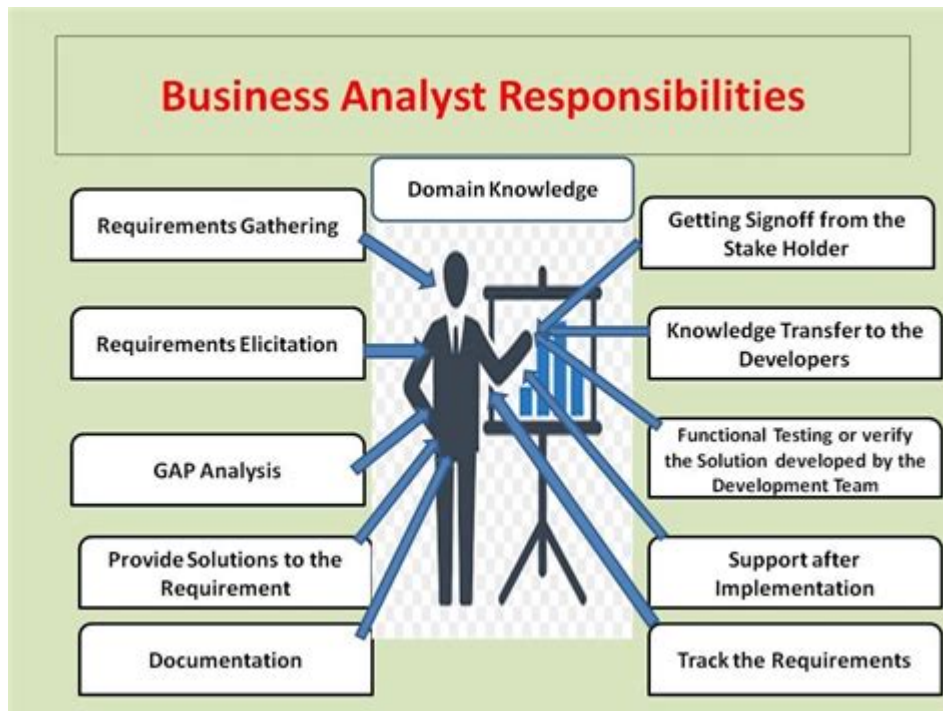 Business Analyst Responsibilities
Domain Knowledge
Requirements Gathering
Requirements Elicitation
GAP Analysis
Provide Solutions to the
Requirement
Documentation
Getting Signoff from the
Stake Holder
Knowledge Transfer to the
Developers
Functional Testing or verify
the Solution developed by the
Development Team
Support after
Implementation
Track the Requirements